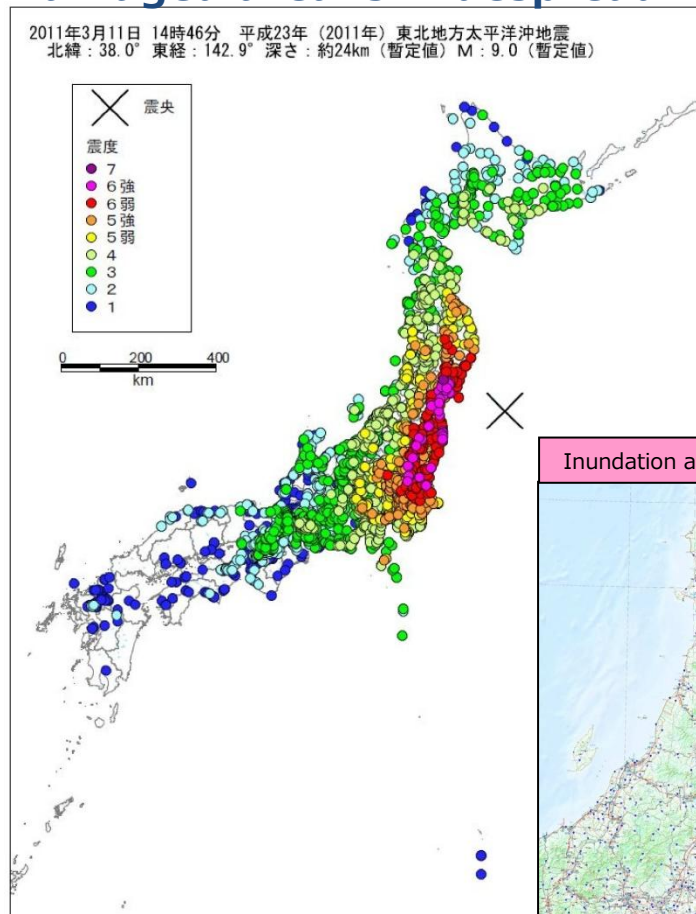 2011年3月11日 14時46分 平成23年(2011年)東北地方太平洋沖地震
北緯:38.0° 東経:142.9° 深さ:約24km(暫定値)M:9.0(暫定値)
震央
震度
7
6強
6弱
5強
5弱
4
3
2
1
0 200 400
km
Inundation a